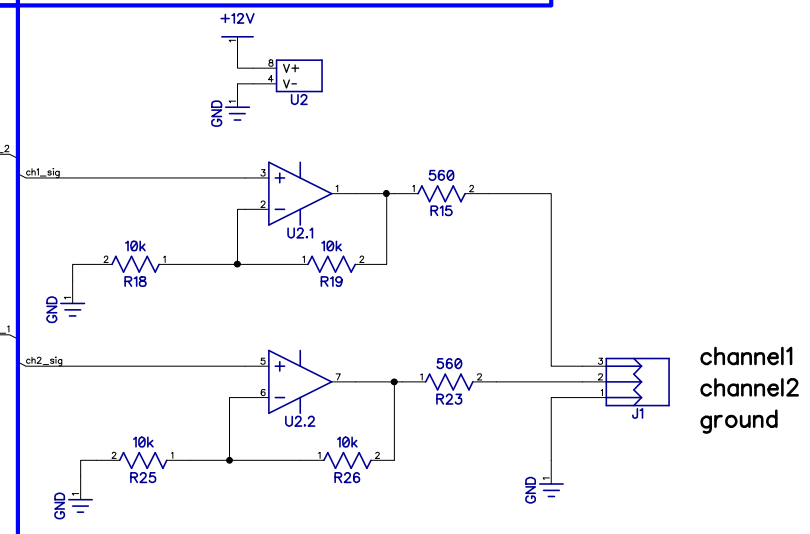 +12V
1
8 V+
4 V-
U2
1
GND
_2
ch1_sig
3 +
1
2 -
U2.1
560
1 2
R15
10k
2 1
R18
10k
1 2
R19
1
GND
_1
ch2_sig
5 +
7
6 -
U2.2
560
1 2
R23
3
2
1
J1
channel1
channel2
ground
10k
2 1
R25
10k
1 2
R26
1
GND
1
GND